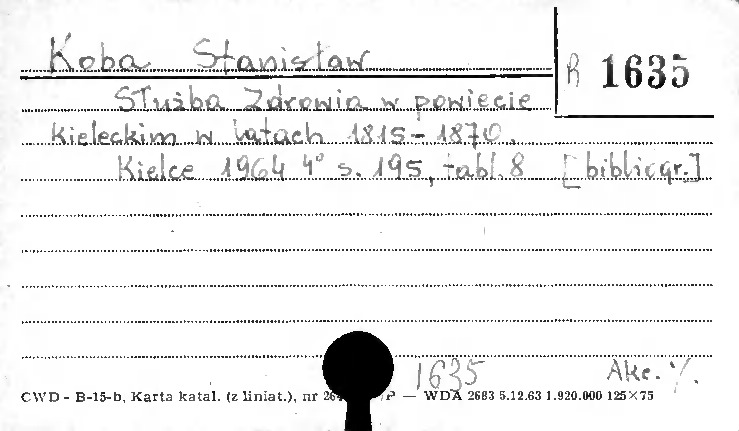 Koba Stanisław
R 1635
Służba Zdrowia w powiecie
kieleckim w latach 1815-1870.
Kielce 1964 4° s. 195, tabl. 8 [bibliogr.]
1635 Akc. /.
CWD - B-15-b, Karta katal. (z liniat.), nr 26 /P — WDA 2683 5.12.63 1.920.000 125×75